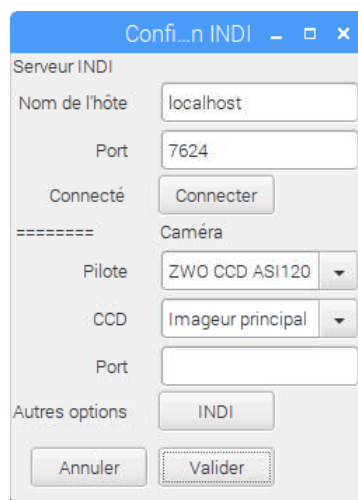 Confi...n INDI
Serveur INDI
Nom de l'hôte localhost
Port 7624
Connecté Connecter
======== Caméra
Pilote ZWO CCD ASI120
CCD Imageur principal
Port
Autres options INDI
Annuler Valider